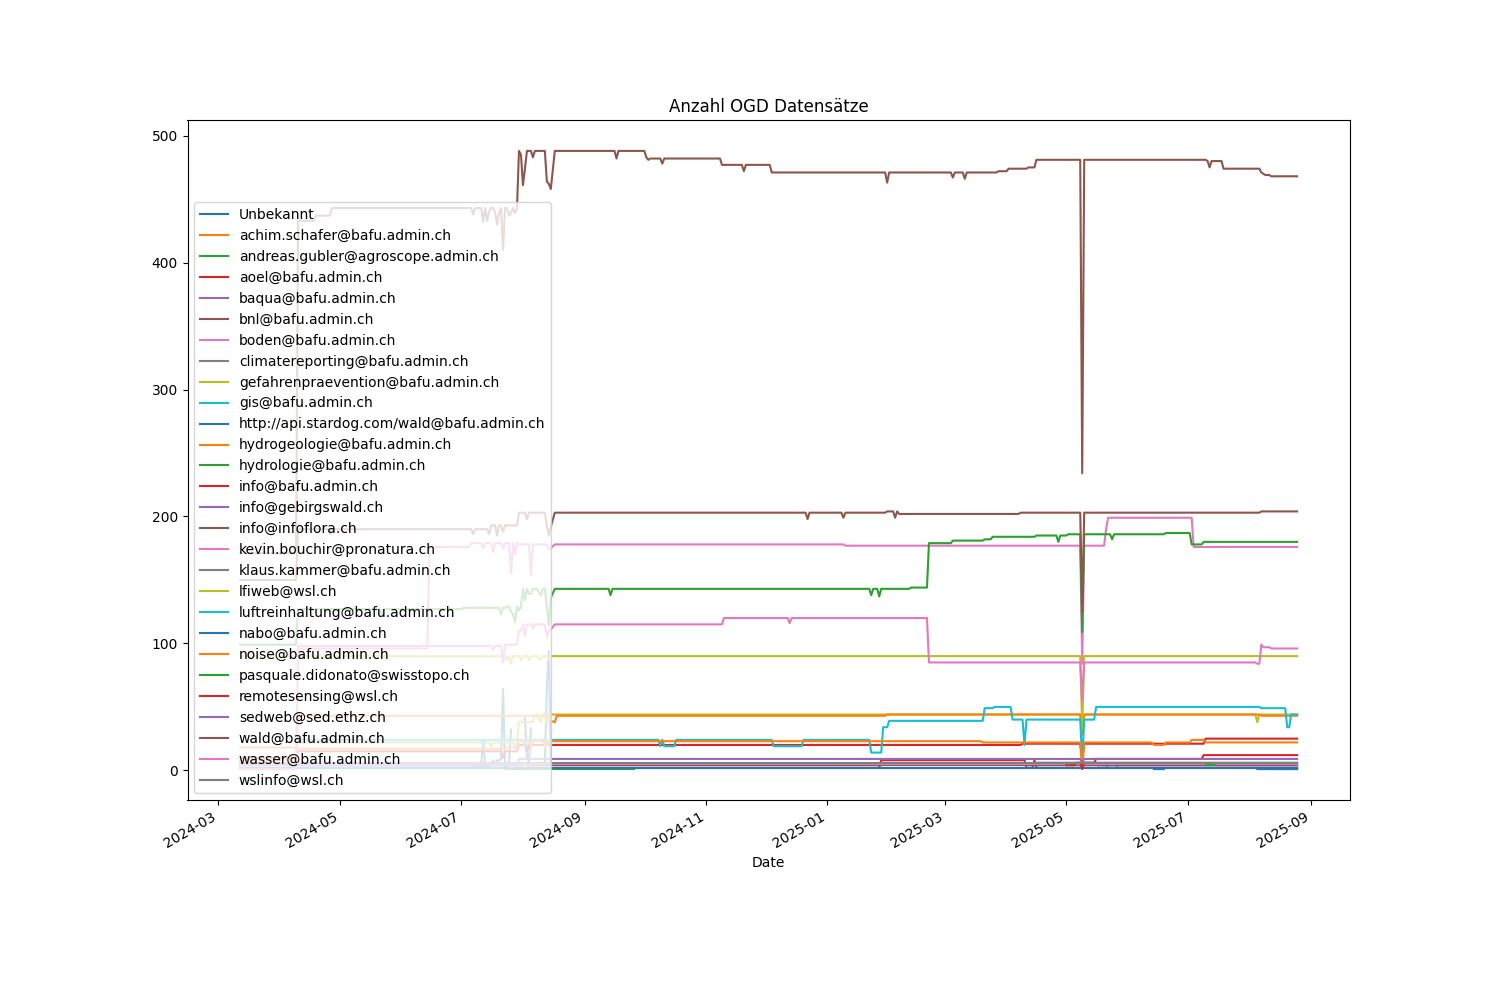 Anzahl OGD Datensätze
500
400
300
200
100
0
Unbekannt
achim.schafer@bafu.admin.ch
andreas.gubler@agroscope.admin.ch
aoel@bafu.admin.ch
baqua@bafu.admin.ch
bnl@bafu.admin.ch
boden@bafu.admin.ch
climatereporting@bafu.admin.ch
gefahrenpraevention@bafu.admin.ch
gis@bafu.admin.ch
http://api.stardog.com/wald@bafu.admin.ch
hydrogeologie@bafu.admin.ch
hydrologie@bafu.admin.ch
info@bafu.admin.ch
info@gebirgswald.ch
info@infoflora.ch
kevin.bouchir@pronatura.ch
klaus.kammer@bafu.admin.ch
lfiweb@wsl.ch
luftreinhaltung@bafu.admin.ch
nabo@bafu.admin.ch
noise@bafu.admin.ch
pasquale.didonato@swisstopo.ch
remotesensing@wsl.ch
sedweb@sed.ethz.ch
wald@bafu.admin.ch
wasser@bafu.admin.ch
wslinfo@wsl.ch
2024-03
2024-05
2024-07
2024-09
2024-11
2025-01
2025-03
2025-05
2025-07
2025-09
Date